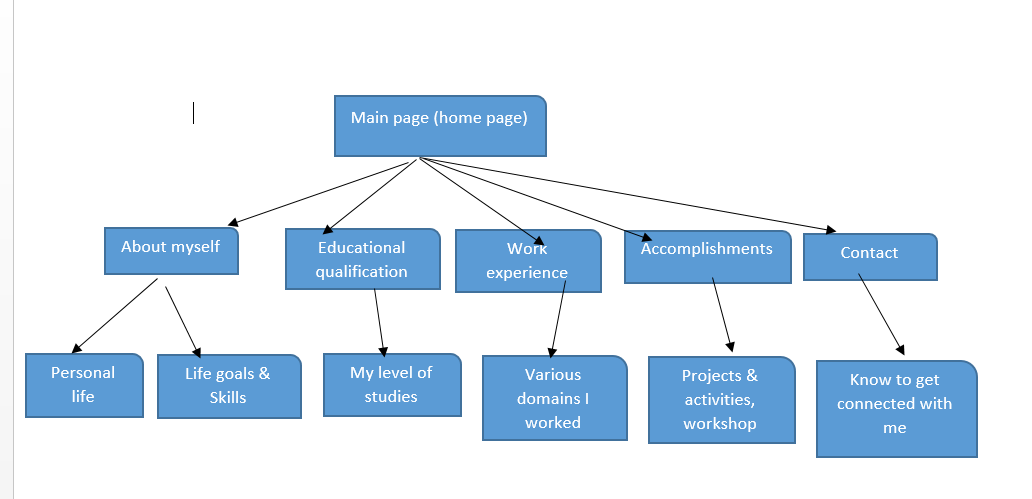 Main page (home page)
About myself
Educational
qualification
Work
experience
Accomplishments
Contact
Personal
life
Life goals &
Skills
My level of
studies
Various
domains I
worked
Projects &
activities,
workshop
Know to get
connected with
me